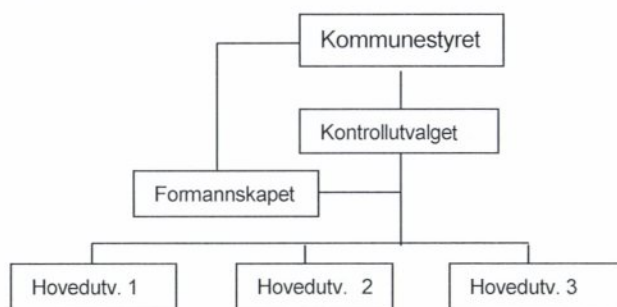 Kommunestyret
Kontrollutvalget
Formannskapet
Hovedutv. 1
Hovedutv. 2
Hovedutv. 3